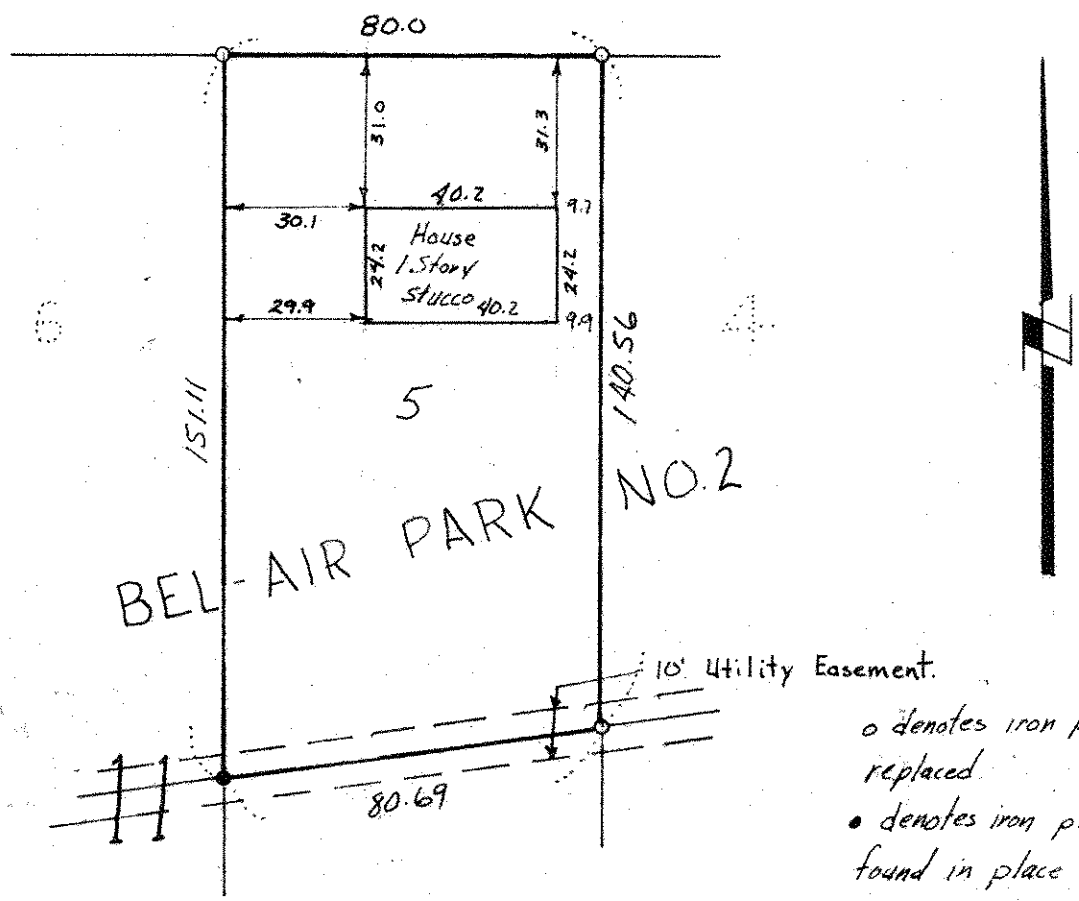 80.0
31.0
31.3
40.2
9.7
30.1
House
1. Story
stucco
24.2
24.2
40.2
29.9
9.9
6
4
151.11
140.56
5
BEL-AIR PARK NO.2
10' Utility Easement.
o denotes iron
replaced
• denotes iron
found in place
80.69
11
N